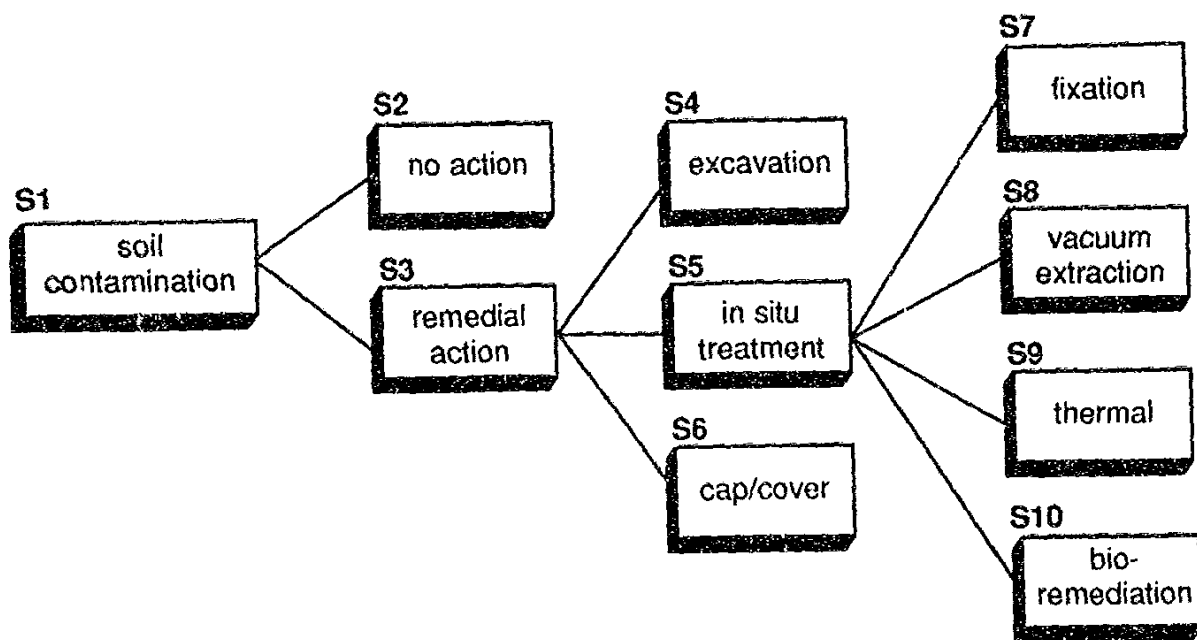 S1
soil
contamination
S2
no action
S3
remedial
action
S4
excavation
S5
in situ
treatment
S6
cap/cover
S7
fixation
S8
vacuum
extraction
S9
thermal
S10
bio-
remediation